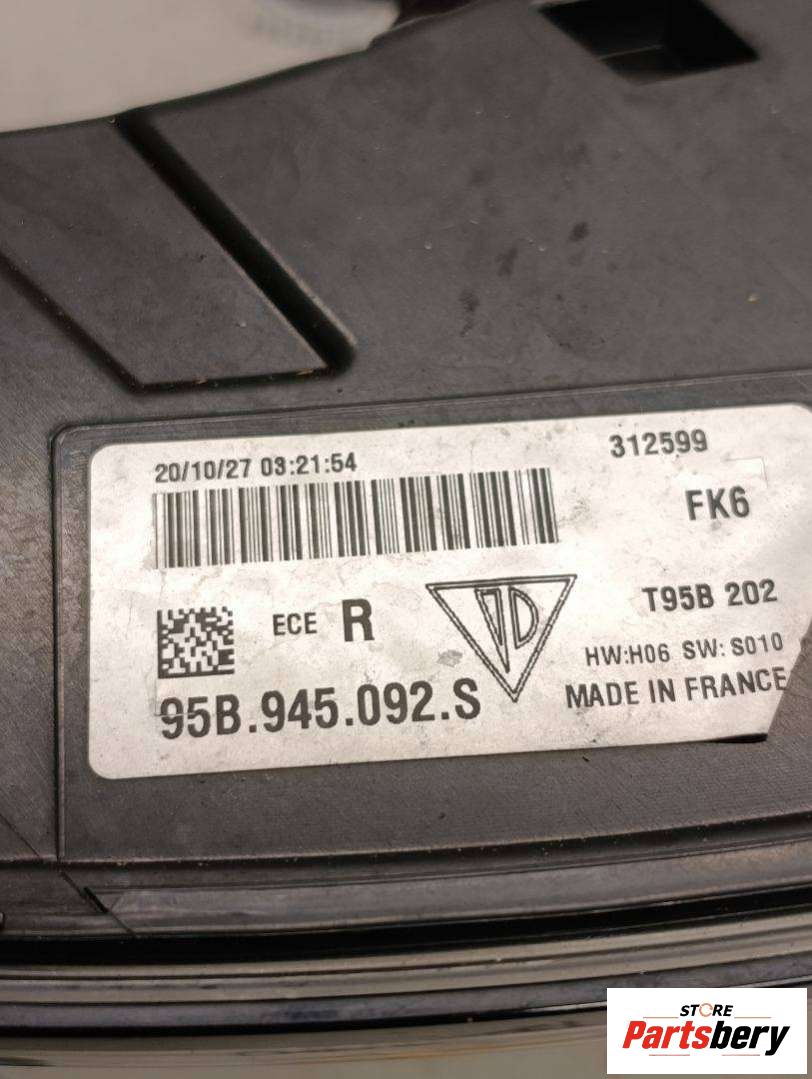 20/10/27 03:21:54
312599
FK6
ECE R
T95B 202
HW:H06 SW:S010
95B.945.092.S
MADE IN FRANCE
STORE
Partsbery